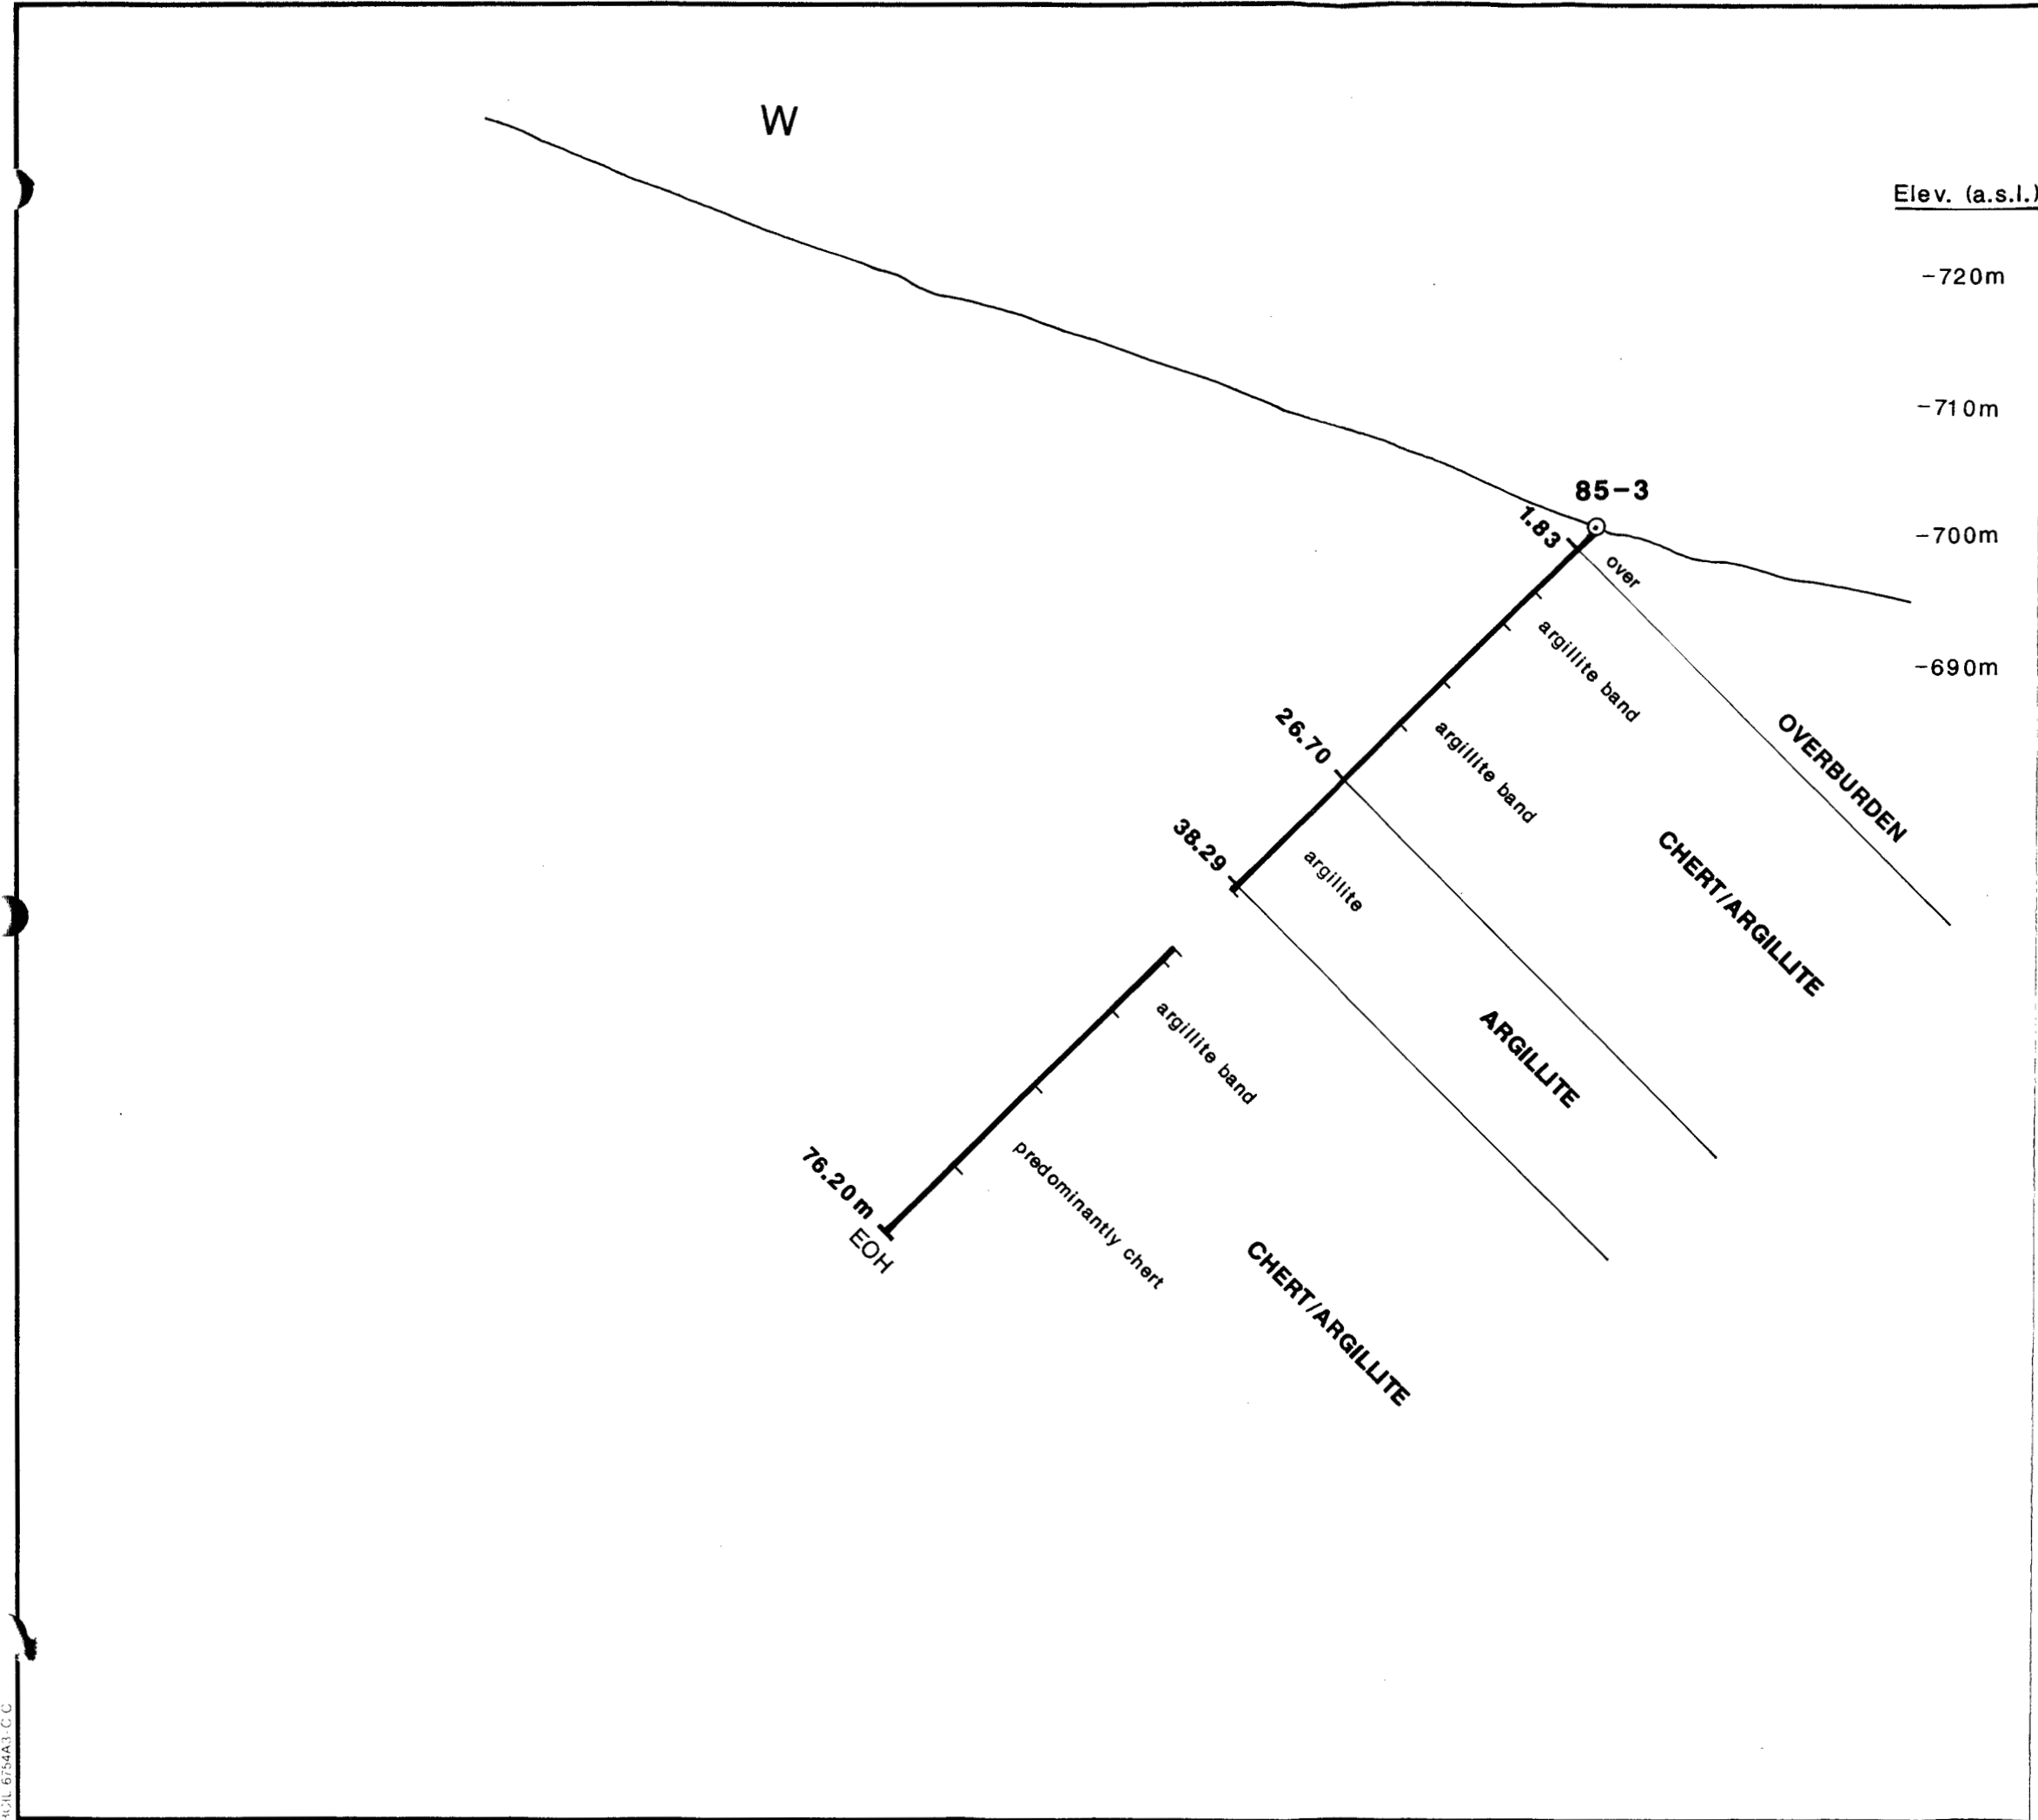 W
Elev. (a.s.l.)
-720m
-710m
85-3
1.83
-700m
over
argillite band
-690m
26.70
argillite band
OVERBURDEN
38.29
argillite
CHERT/ARGILLITE
argillite band
ARGILLITE
76.20m
EOH
predominantly chert
CHERT/ARGILLITE